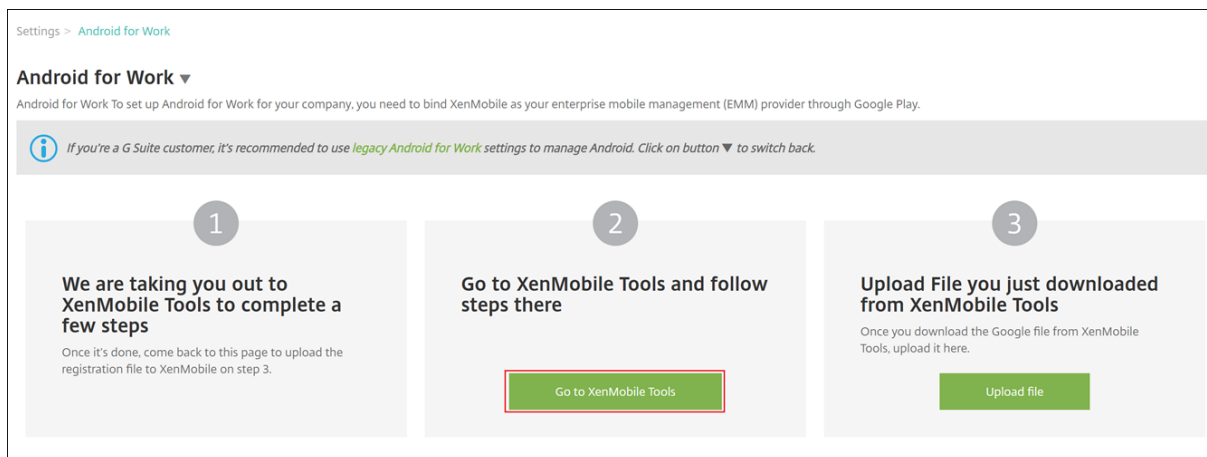 Settings > Android for Work
Android for Work ▼
Android for Work To set up Android for Work for your company, you need to bind XenMobile as your enterprise mobile management (EMM) provider through Google Play.
If you're a G Suite customer, it's recommended to use legacy Android for Work settings to manage Android. Click on button ▼ to switch back.
1
We are taking you out to
XenMobile Tools to complete a
few steps
Once it's done, come back to this page to upload the
registration file to XenMobile on step 3.
2
Go to XenMobile Tools and follow
steps there
Go to XenMobile Tools
3
Upload File you just downloaded
from XenMobile Tools
Once you download the Google file from XenMobile
Tools, upload it here.
Upload file